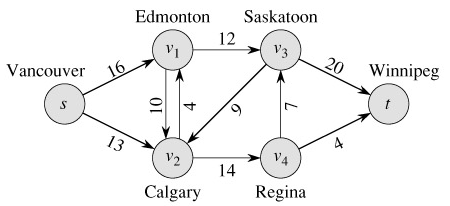 Edmonton Saskatoon
12
Vancouver 16 v1 v3 20 Winnipeg
s 10 4 9 7 t
13 v2 v4 4
14
Calgary Regina